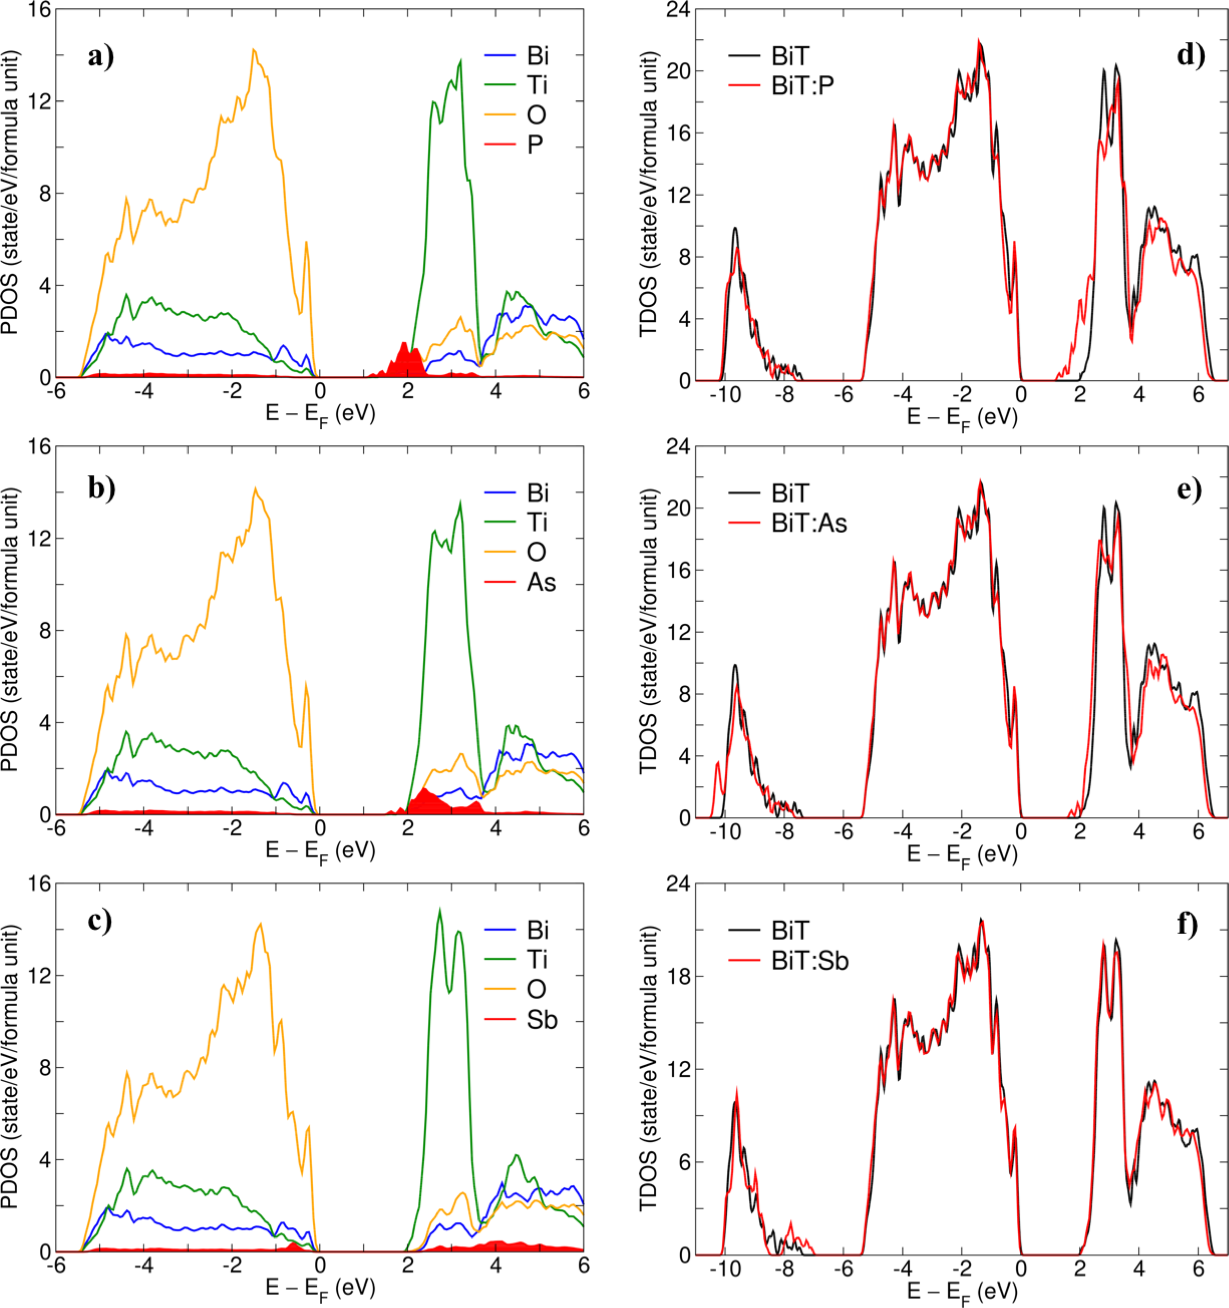 a)
Bi
Ti
O
P
16
12
8
4
0
-6 -4 -2 0 2 4 6
PDOS (state/eV/formula unit)
E − EF (eV)
d)
BiT
BiT:P
24
20
16
12
8
4
0
-10 -8 -6 -4 -2 0 2 4 6
TDOS (state/eV/formula unit)
E − EF (eV)
b)
Bi
Ti
O
As
16
12
8
4
0
-6 -4 -2 0 2 4 6
PDOS (state/eV/formula unit)
E − EF (eV)
e)
BiT
BiT:As
24
20
16
12
8
4
0
-10 -8 -6 -4 -2 0 2 4 6
TDOS (state/eV/formula unit)
E − EF (eV)
c)
Bi
Ti
O
Sb
16
12
8
4
0
-6 -4 -2 0 2 4 6
PDOS (state/eV/formula unit)
E − EF (eV)
f)
BiT
BiT:Sb
24
18
12
6
0
-10 -8 -6 -4 -2 0 2 4 6
TDOS (state/eV/formula unit)
E − EF (eV)